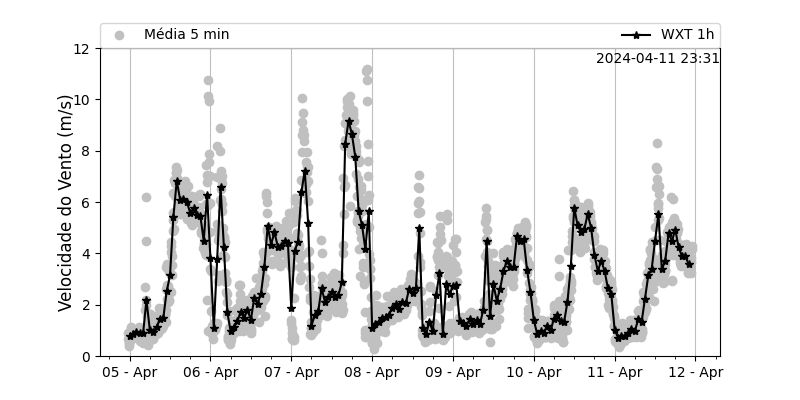 Média 5 min
WXT 1h
2024-04-11 23:31
Velocidade do Vento (m/s)
12
10
8
6
4
2
0
05 - Apr
06 - Apr
07 - Apr
08 - Apr
09 - Apr
10 - Apr
11 - Apr
12 - Apr